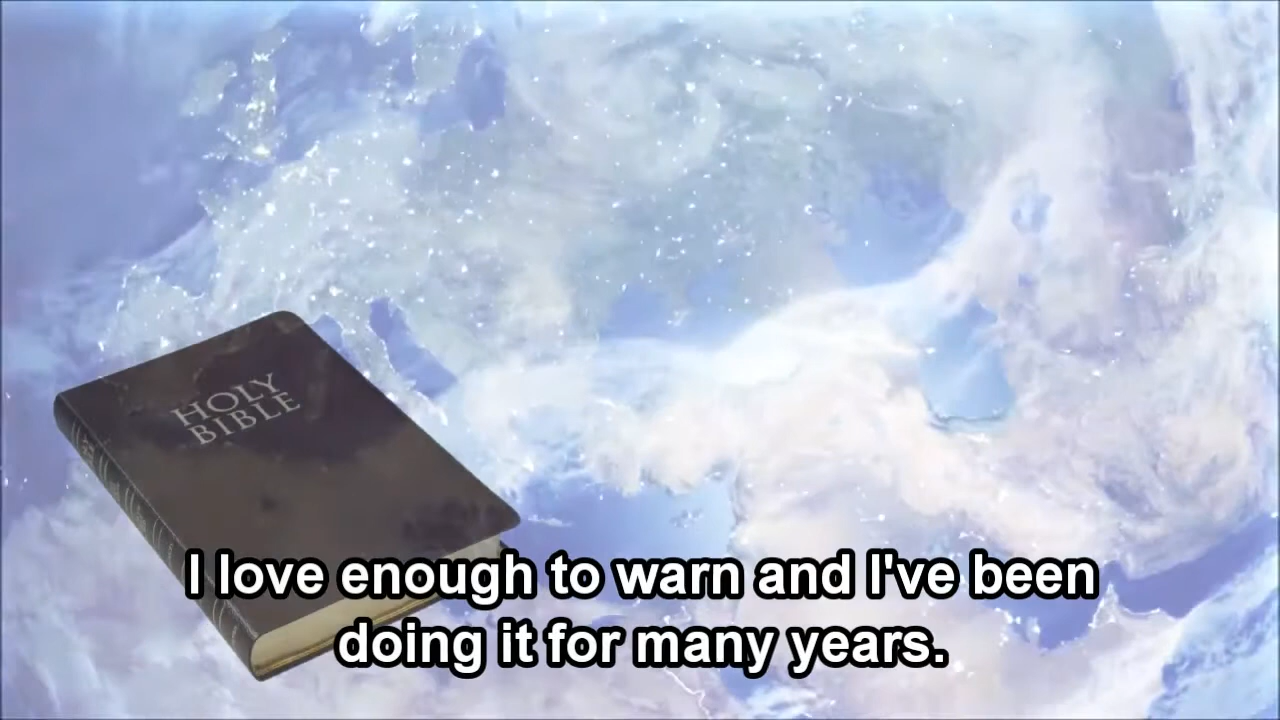 HOLY
BIBLE
I love enough to warn and I've been
doing it for many years.